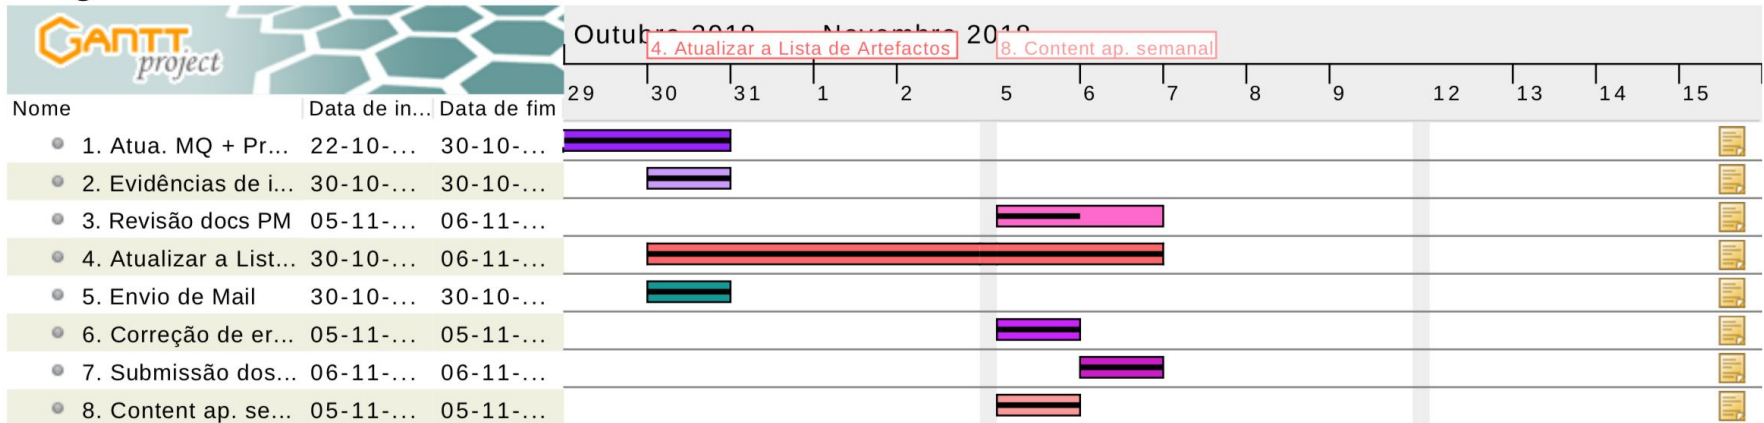 GANTT
project
Outubro 2018 Novembro 2018
4. Atualizar a Lista de Artefactos 8. Content ap. semanal
29 30 31 1 2 5 6 7 8 9 12 13 14 15
Nome Data de in... Data de fim
1. Atua. MQ + Pr... 22-10-... 30-10-...
2. Evidências de i... 30-10-... 30-10-...
3. Revisão docs PM 05-11-... 06-11-...
4. Atualizar a List... 30-10-... 06-11-...
5. Envio de Mail 30-10-... 30-10-...
6. Correção de er... 05-11-... 05-11-...
7. Submissão dos... 06-11-... 06-11-...
8. Content ap. se... 05-11-... 05-11-...